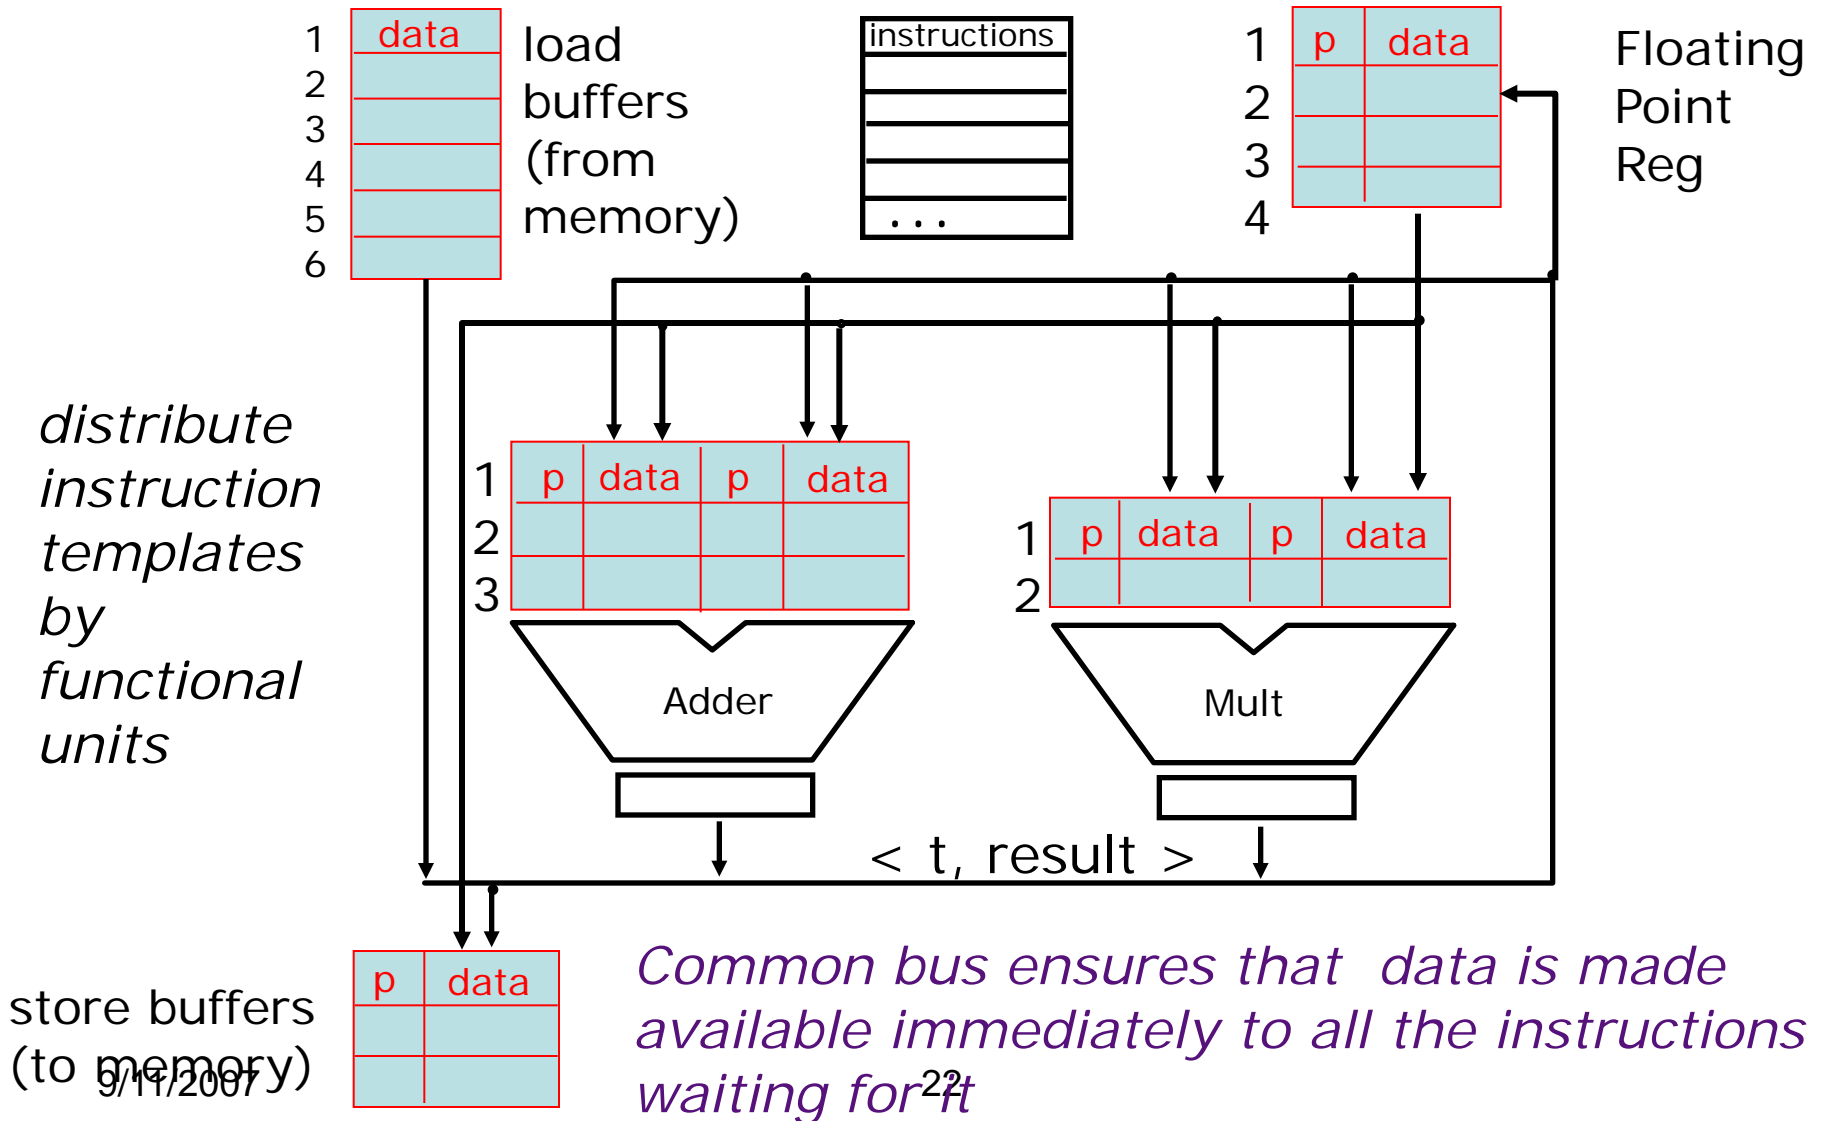 1
2
3
4
5
6
data
load
buffers
(from
memory)
instructions
...
1
2
3
4
p data
Floating
Point
Reg
distribute
instruction
templates
by
functional
units
1
2
3
p data p data
1
2
p data p data
Adder
Mult
< t, result >
store buffers
(to memory)
p data
Common bus ensures that data is made
available immediately to all the instructions
waiting for it
9/11/2007
22